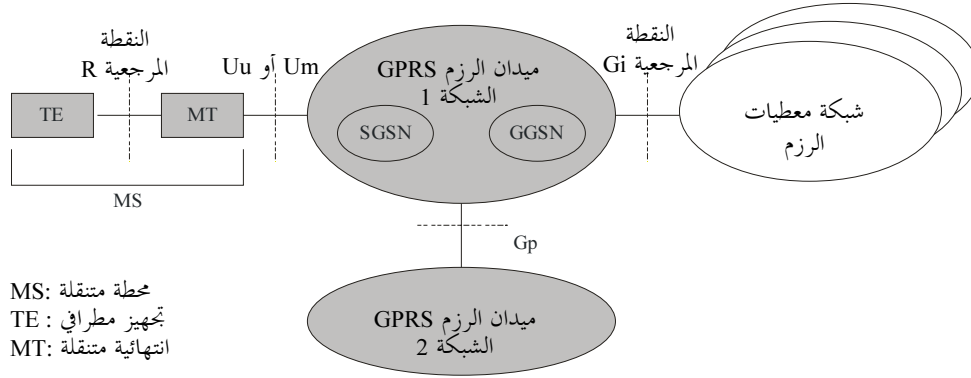 النقطة
المرجعية R
Um أو Uu
ميدان الرزم GPRS
الشبكة 1
النقطة
المرجعية Gi
TE
MT
SGSN
GGSN
شبكة معطيات
الرزم
MS
Gp
ميدان الرزم GPRS
الشبكة 2
MS: محطة متنقلة
TE : تجهيز مطرافي
MT: انتهائية متنقلة